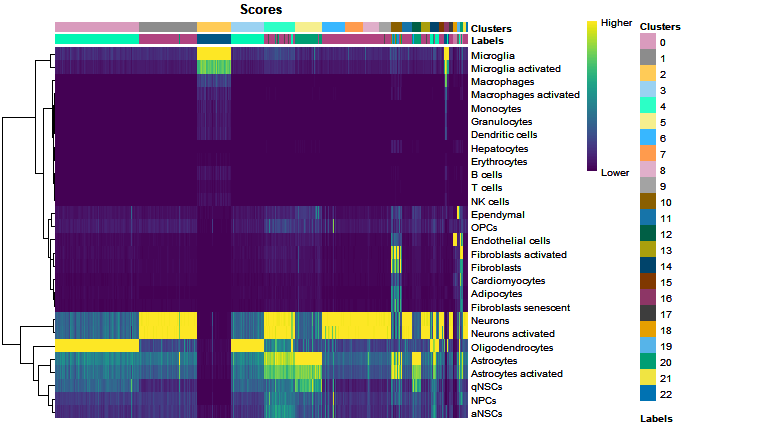 Scores
Clusters
Labels
Microglia
Microglia activated
Macrophages
Macrophages activated
Monocytes
Granulocytes
Dendritic cells
Hepatocytes
Erythrocytes
B cells
T cells
NK cells
Ependymal
OPCs
Endothelial cells
Fibroblasts activated
Fibroblasts
Cardiomyocytes
Adipocytes
Fibroblasts senescent
Neurons
Neurons activated
Oligodendrocytes
Astrocytes
Astrocytes activated
qNSCs
NPCs
aNSCs
Higher
Lower
Clusters
0
1
2
3
4
5
6
7
8
9
10
11
12
13
14
15
16
17
18
19
20
21
22
Labels